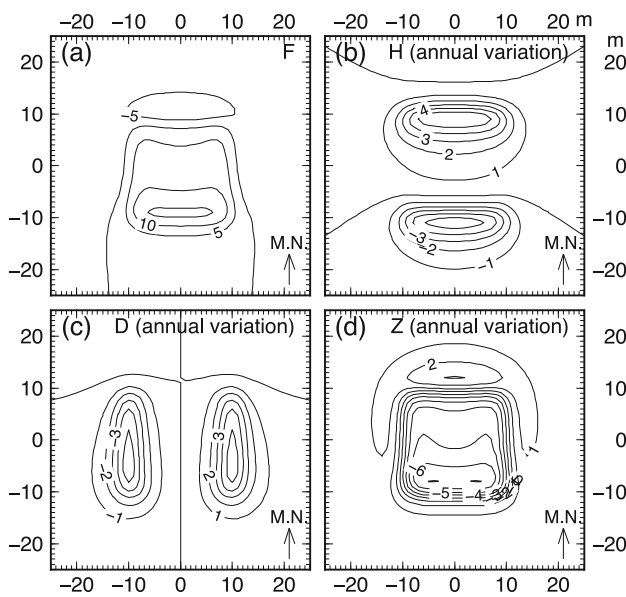 −20 −10 0 10 20 −20 −10 0 10 20 m
(a) F (b) H (annual variation) m
−5 20
4 10
3
2 0
1
10 5 −3 −10
−2
M.N. −1 M.N. −20
(c) D (annual variation) (d) Z (annual variation)
20 2
10
−3 3 1
0
−2 2 −6
−10 −5 −4 −3
−1 1
−20 M.N. M.N.
−20 −10 0 10 20 −20 −10 0 10 20